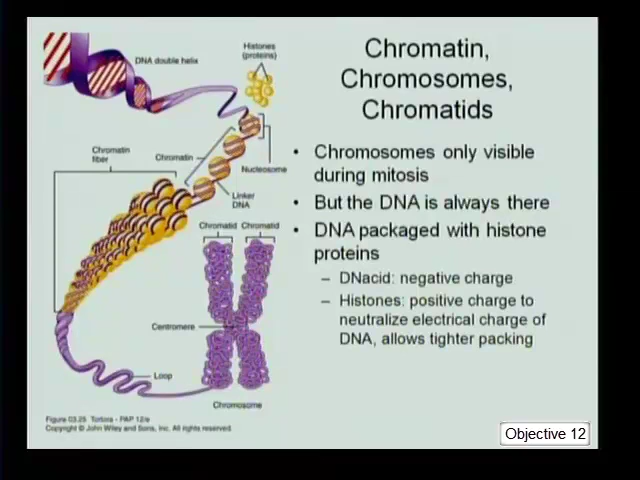 Chromatin,
Chromosomes,
Chromatids
• Chromosomes only visible
during mitosis
• But the DNA is always there
• DNA packaged with histone
proteins
– DNacid: negative charge
– Histones: positive charge to
neutralize electrical charge of
DNA, allows tighter packing
DNA double helix
Histones
(proteins)
Chromatin
fiber
Chromatin
Nucleosome
Linker
DNA
Chromatid Chromatid
Centromere
Loop
Chromosome
Figure 03.25 Tortora - PAP 12/e
Copyright © John Wiley and Sons, Inc. All rights reserved.
Objective 12